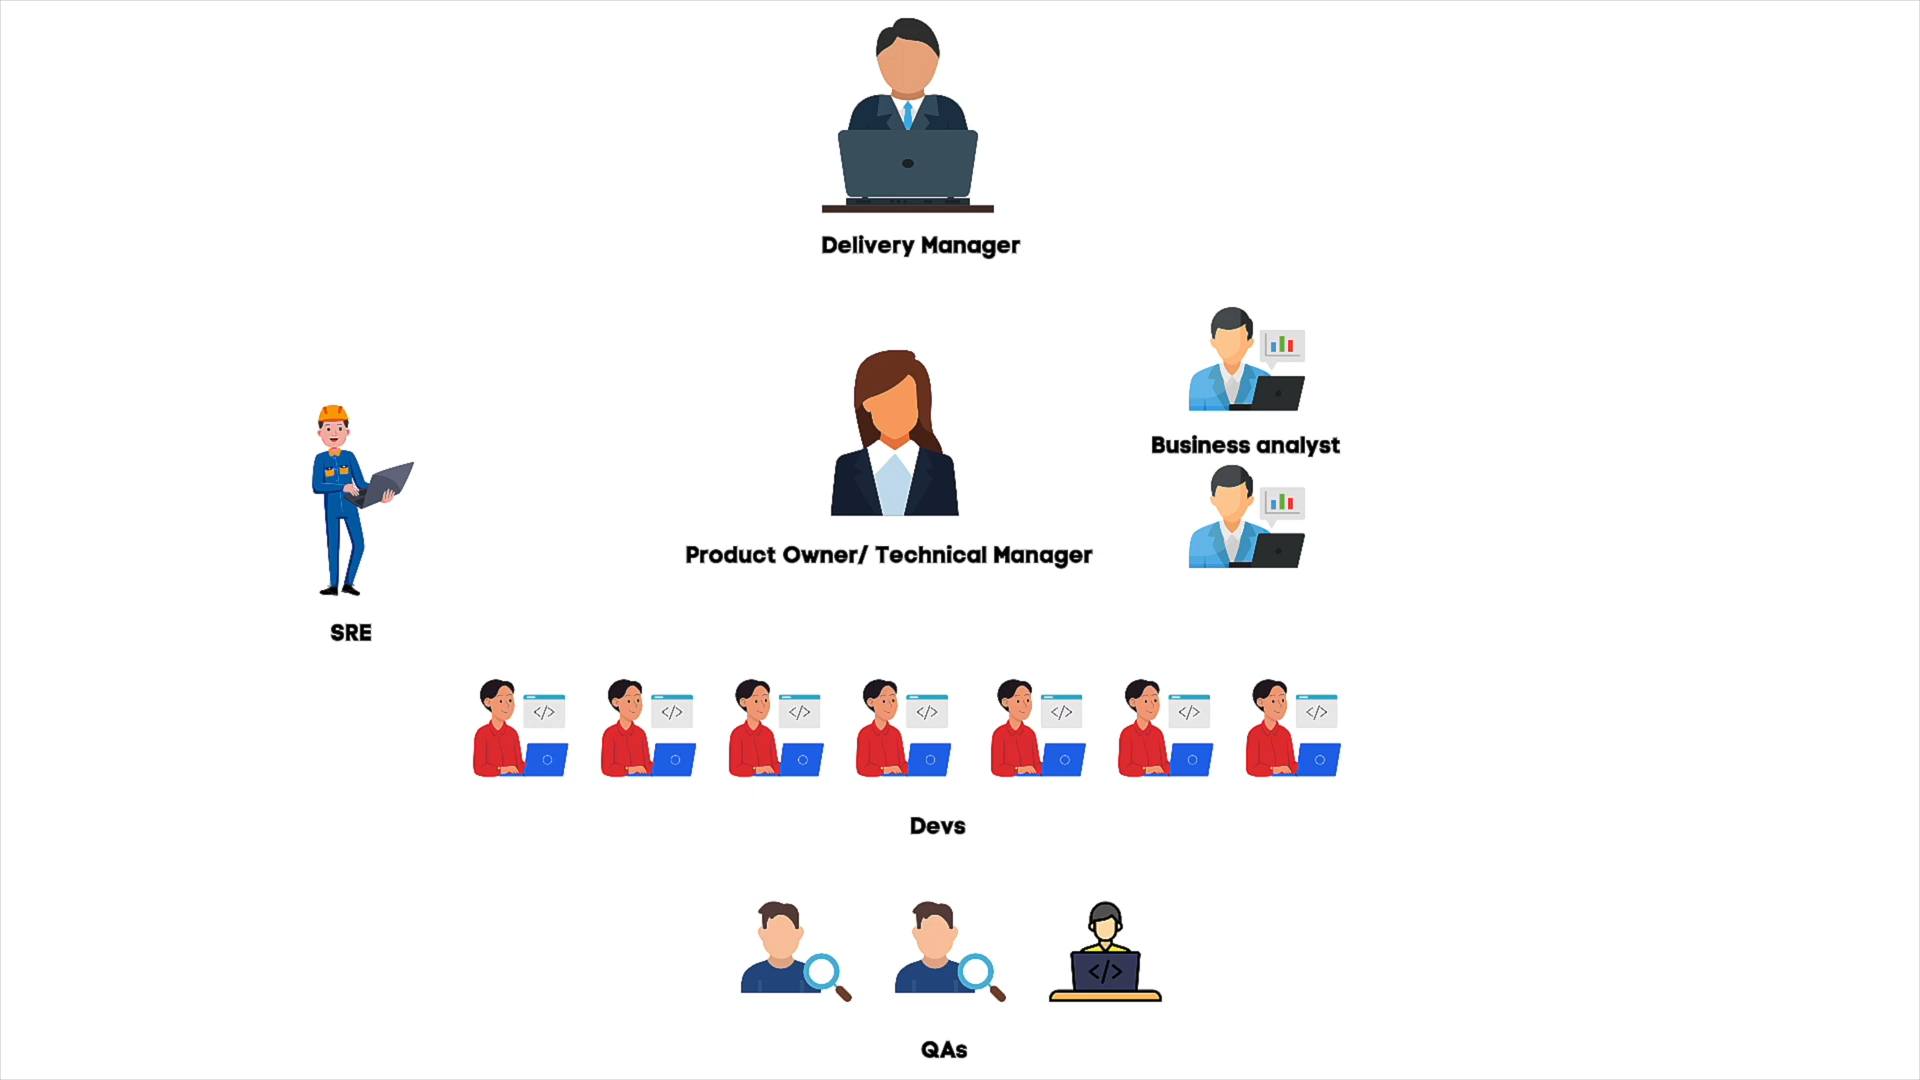 Delivery Manager
Business analyst
Product Owner/ Technical Manager
SRE
</>
</>
</>
</>
</>
</>
</>
Devs
</>
QAs